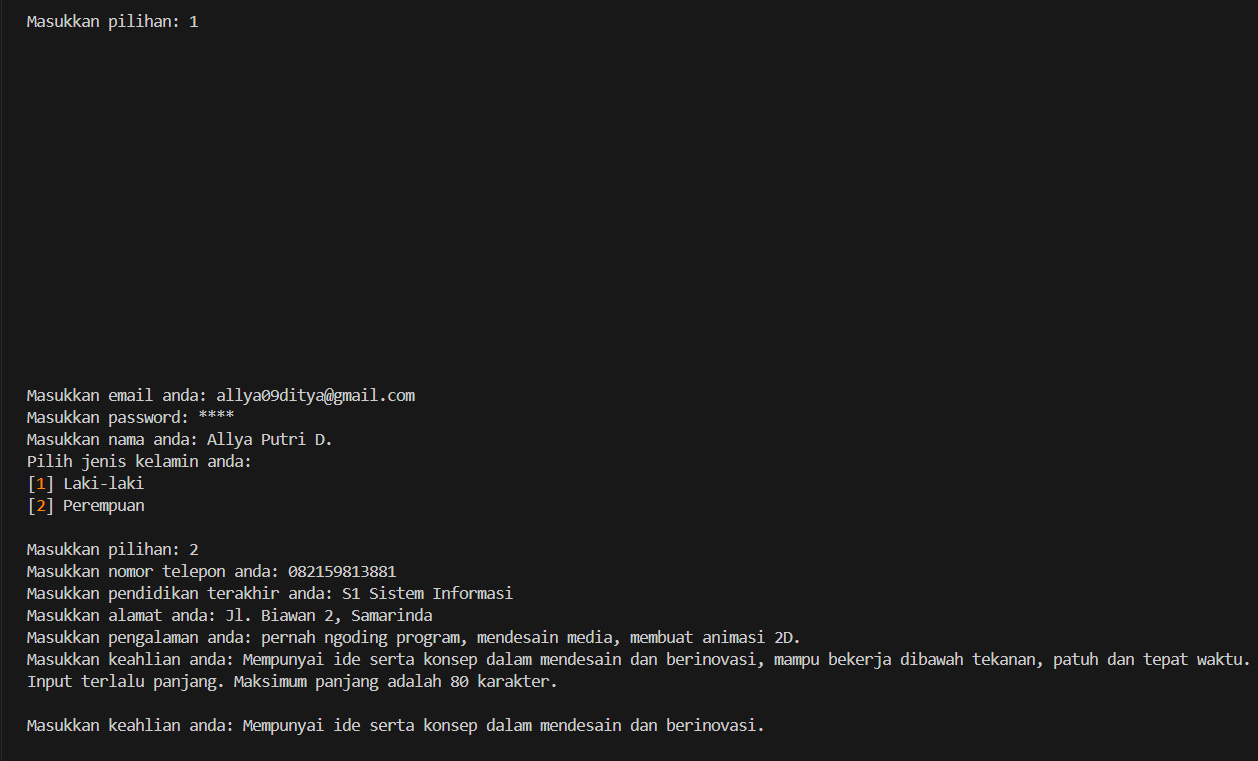 Masukkan pilihan: 1
Masukkan email anda: allya09ditya@gmail.com
Masukkan password: ****
Masukkan nama anda: Allya Putri D.
Pilih jenis kelamin anda:
[1] Laki-laki
[2] Perempuan
Masukkan pilihan: 2
Masukkan nomor telepon anda: 082159813881
Masukkan pendidikan terakhir anda: S1 Sistem Informasi
Masukkan alamat anda: Jl. Biawan 2, Samarinda
Masukkan pengalaman anda: pernah ngoding program, mendesain media, membuat animasi 2D.
Masukkan keahlian anda: Mempunyai ide serta konsep dalam mendesain dan berinovasi, mampu bekerja dibawah tekanan, patuh dan tepat waktu.
Input terlalu panjang. Maksimum panjang adalah 80 karakter.
Masukkan keahlian anda: Mempunyai ide serta konsep dalam mendesain dan berinovasi.